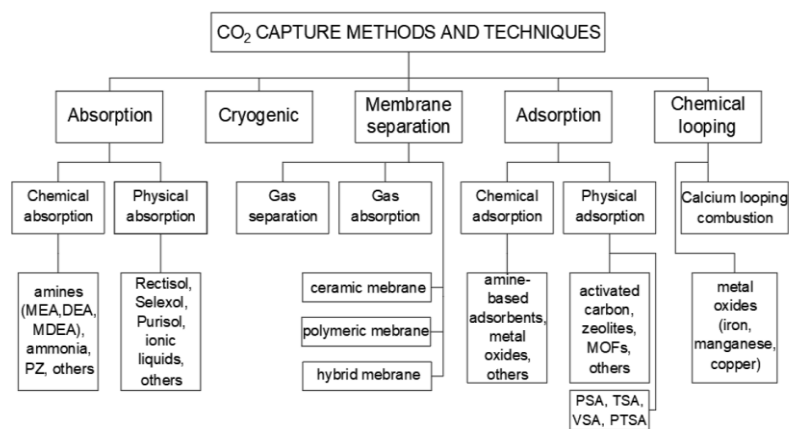 CO₂ CAPTURE METHODS AND TECHNIQUES
Absorption
Cryogenic
Membrane
separation
Adsorption
Chemical
looping
Chemical
absorption
Physical
absorption
Gas
separation
Gas
absorption
Chemical
adsorption
Physical
adsorption
Calcium looping
combustion
amines
(MEA,DEA,
MDEA),
ammonia,
PZ, others
Rectisol,
Selexol,
Purisol,
ionic
liquids,
others
ceramic mebrane
polymeric mebrane
hybrid mebrane
amine-
based
adsorbents,
metal
oxides,
others
activated
carbon,
zeolites,
MOFs,
others
PSA, TSA,
VSA, PTSA
metal
oxides
(iron,
manganese,
copper)